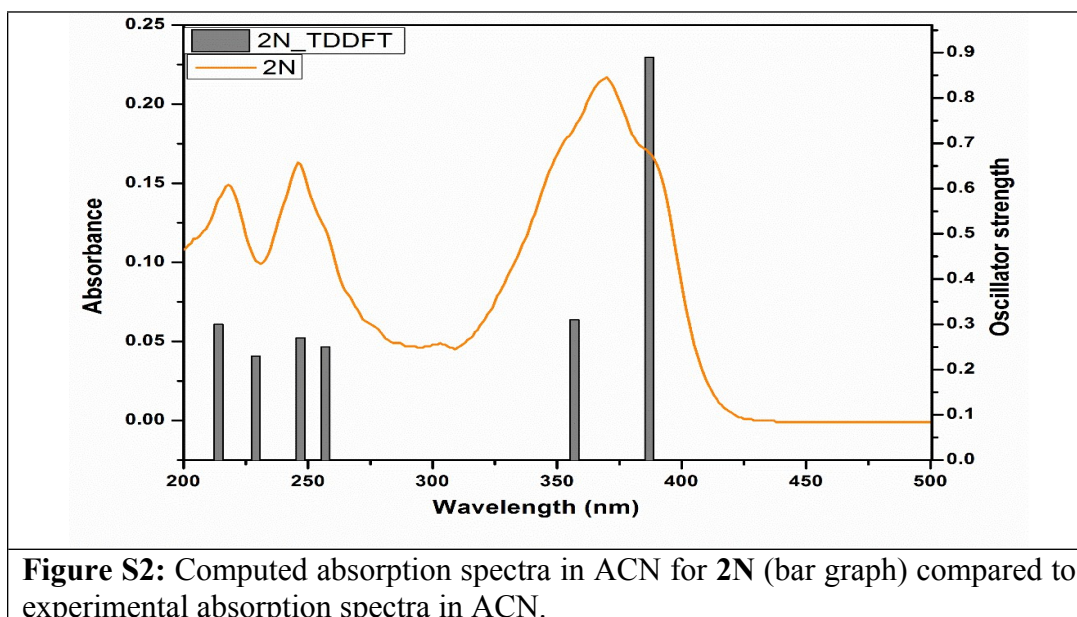 0.25
0.20
0.15
0.10
0.05
0.00
Absorbance
2N_TDDFT
2N
0.9
0.8
0.7
0.6
0.5
0.4
0.3
0.2
0.1
0.0
Oscillator strength
200 250 300 350 400 450 500
Wavelength (nm)
Figure S2: Computed absorption spectra in ACN for 2N (bar graph) compared to
experimental absorption spectra in ACN.